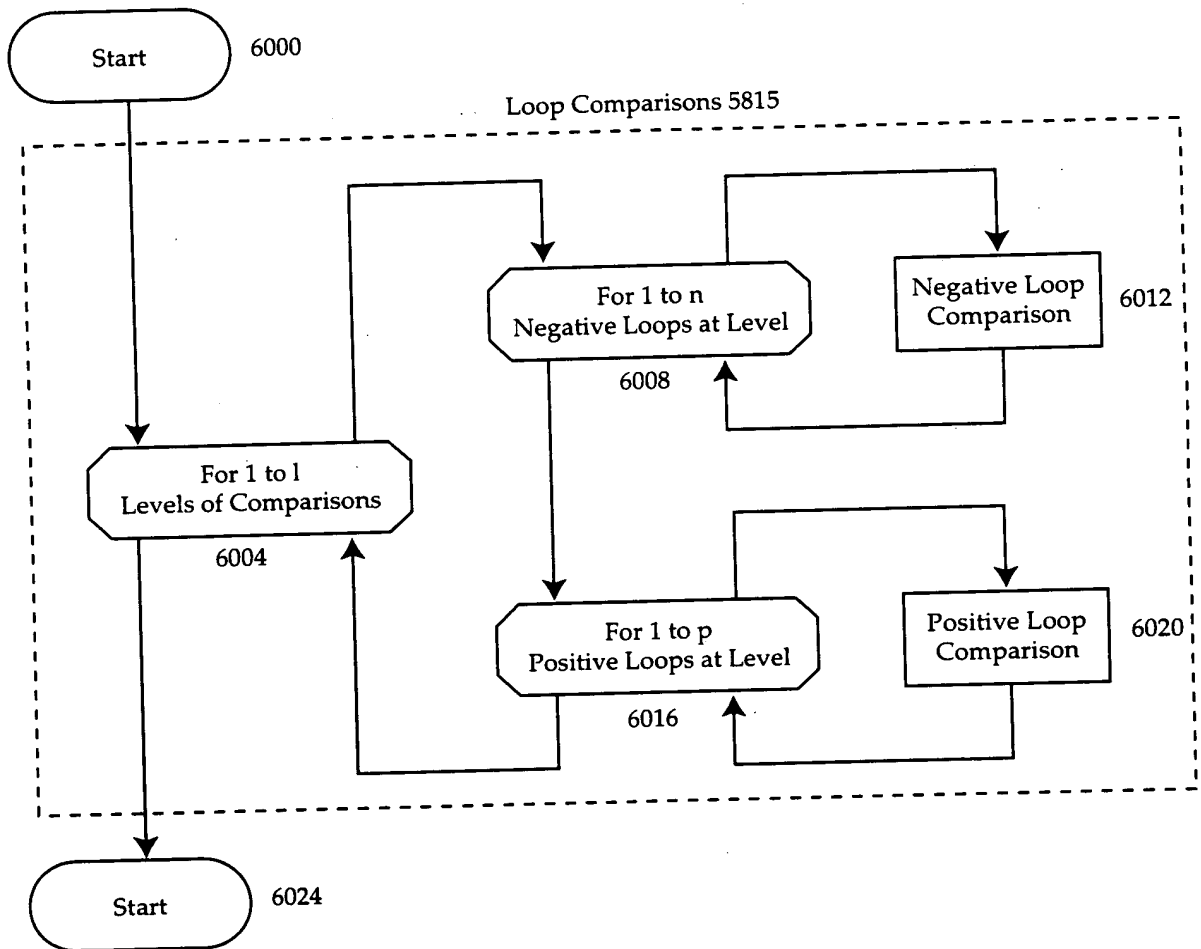 Start
6000
Loop Comparisons 5815
For 1 to n
Negative Loops at Level
6008
Negative Loop
Comparison
6012
For 1 to l
Levels of Comparisons
6004
For 1 to p
Positive Loops at Level
6016
Positive Loop
Comparison
6020
Start
6024